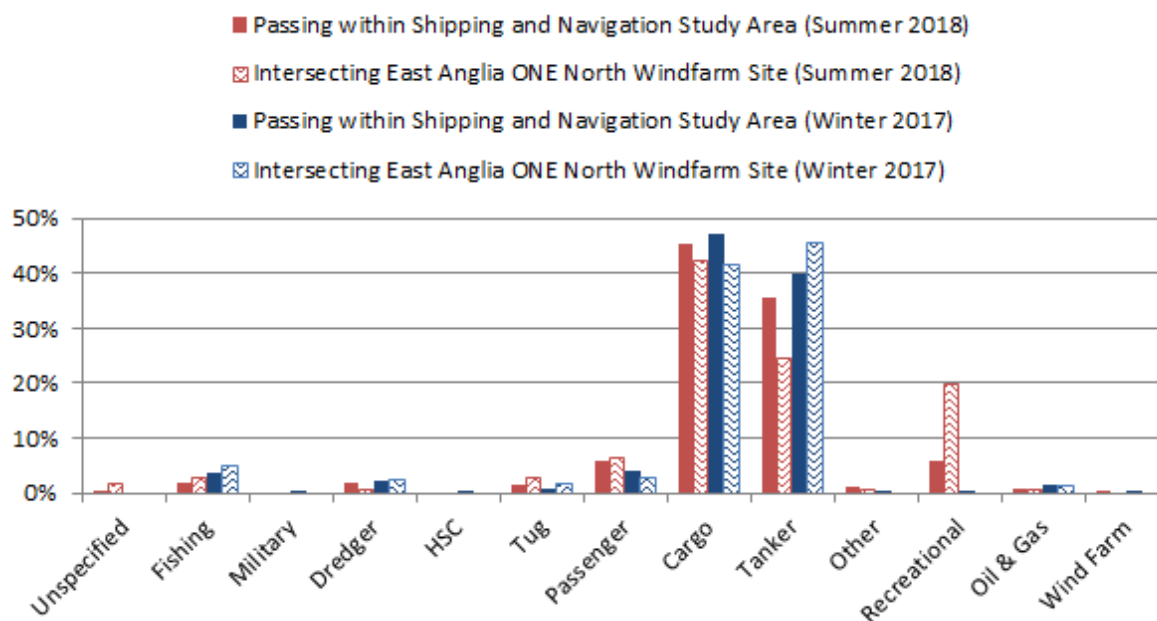 Passing within Shipping and Navigation Study Area (Summer 2018)
Intersecting East Anglia ONE North Windfarm Site (Summer 2018)
Passing within Shipping and Navigation Study Area (Winter 2017)
Intersecting East Anglia ONE North Windfarm Site (Winter 2017)
50%
40%
30%
20%
10%
0%
Unspecified
Fishing
Military
Dredger
HSC
Tug
Passenger
Cargo
Tanker
Other
Recreational
Oil & Gas
Wind Farm